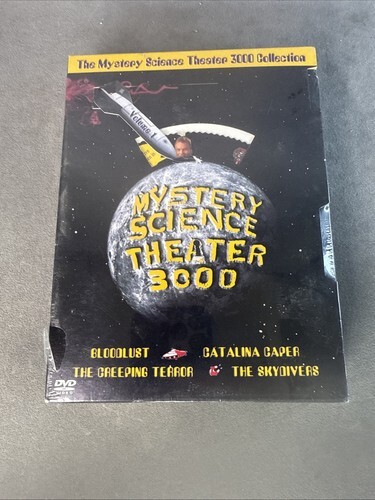 The Mystery Science Theater 3000 Collection
Volume 1
MYSTERY
SCIENCE
THEATER
3000
BLOODLUST CATALINA CAPER
THE CREEPING TERROR THE SKYDIVERS
DVD
VIDEO